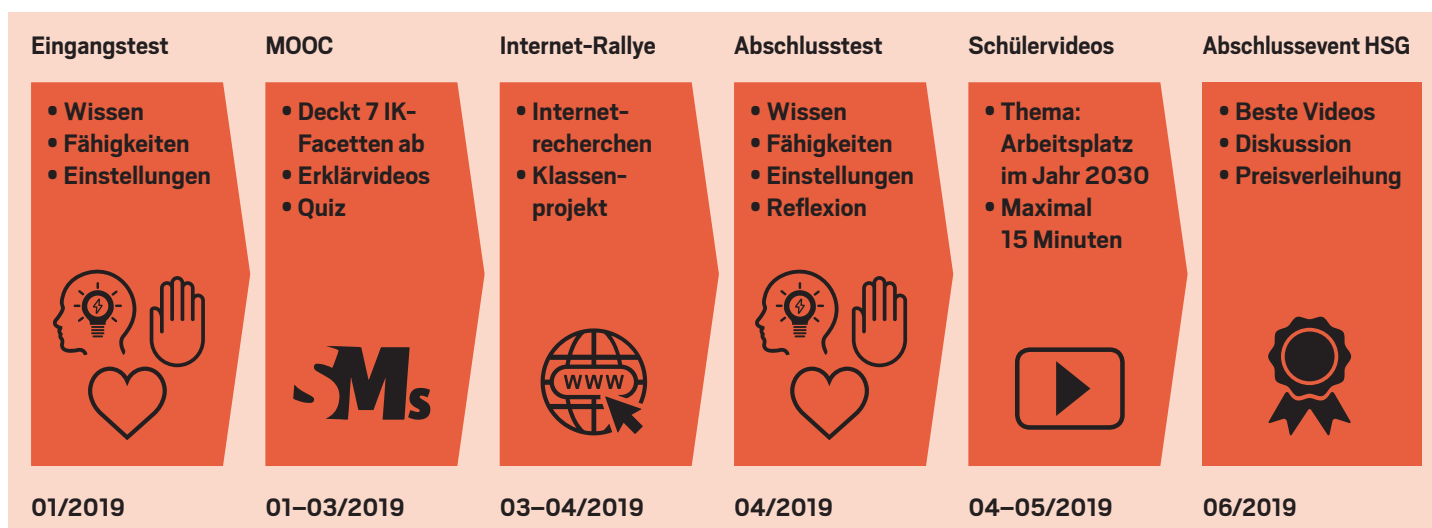 Eingangstest
• Wissen
• Fähigkeiten
• Einstellungen
01/2019
MOOC
• Deckt 7 IK-
Facetten ab
• Erklärvideos
• Quiz
SMs
01–03/2019
Internet-Rallye
• Internet-
recherchen
• Klassen-
projekt
WWW
03–04/2019
Abschlusstest
• Wissen
• Fähigkeiten
• Einstellungen
• Reflexion
04/2019
Schülervideos
• Thema:
Arbeitsplatz
im Jahr 2030
• Maximal
15 Minuten
04–05/2019
Abschlussevent HSG
• Beste Videos
• Diskussion
• Preisverleihung
06/2019